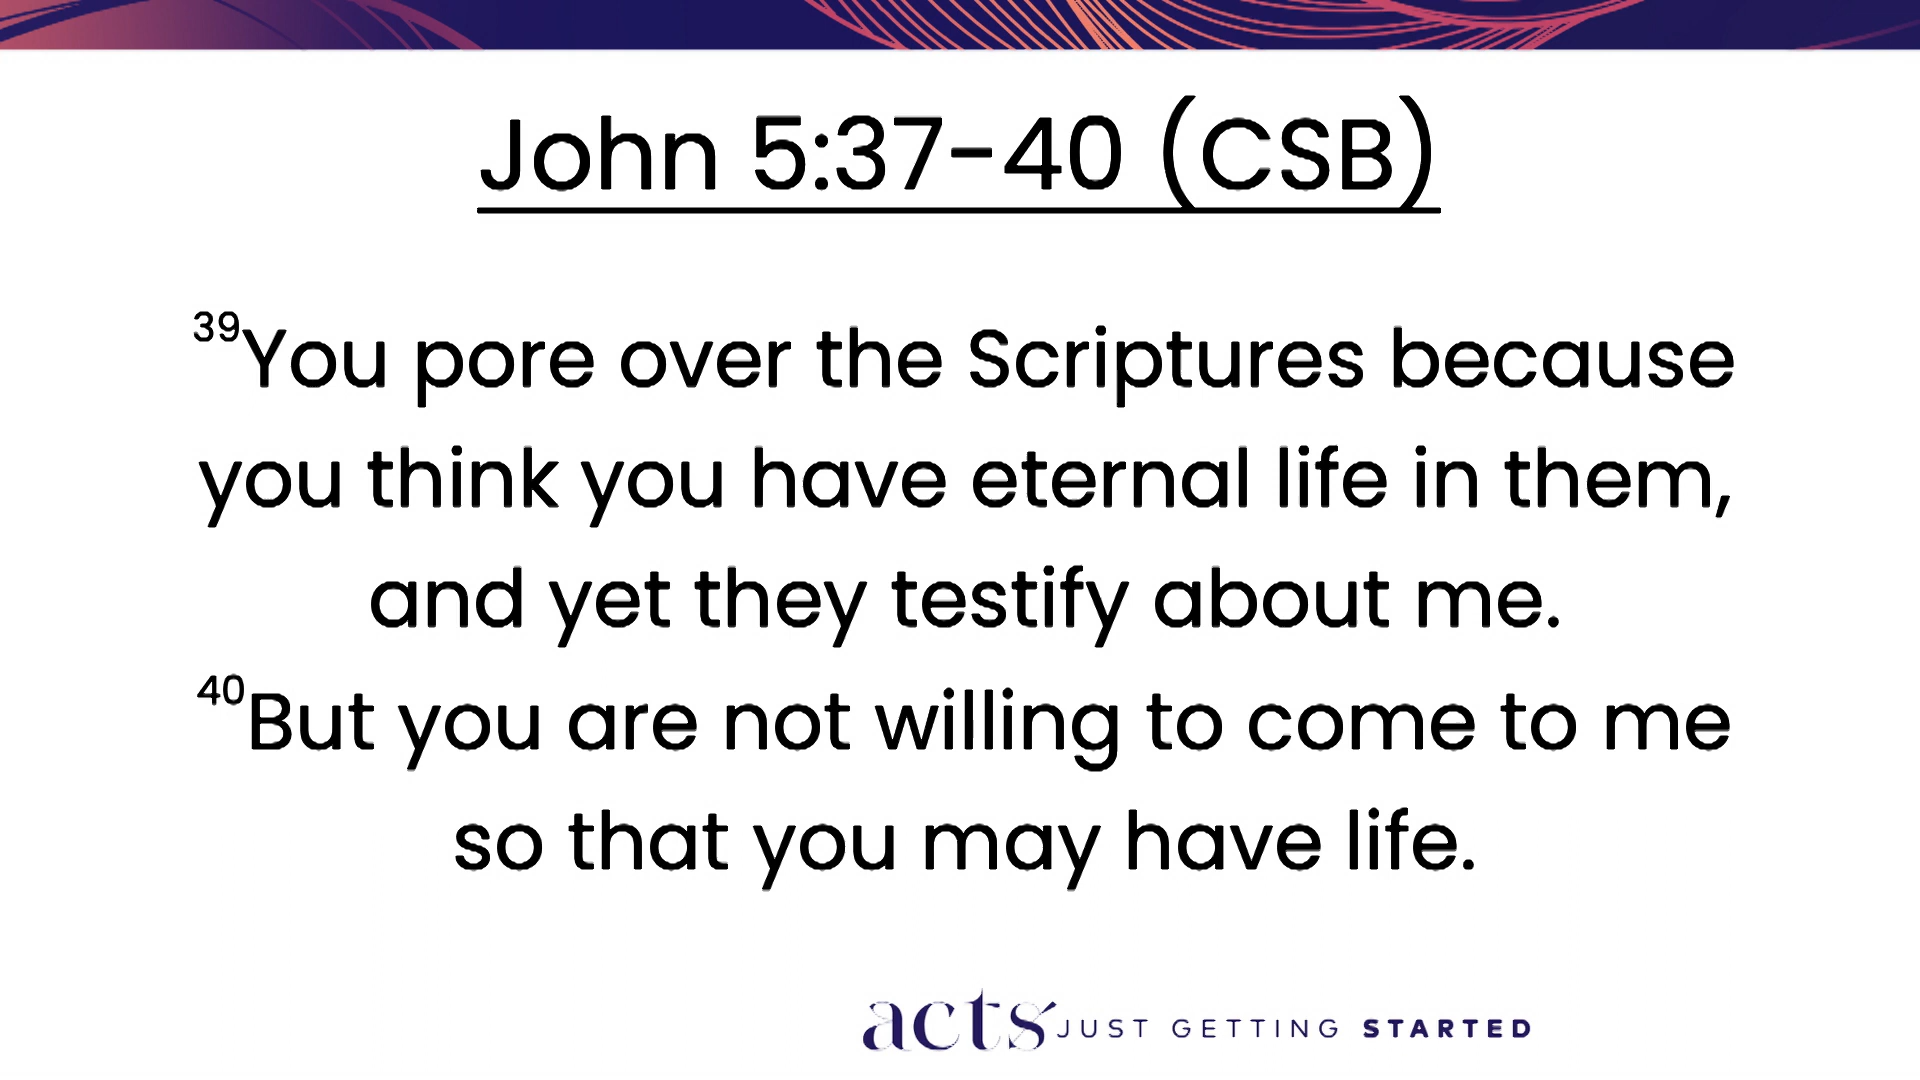 John 5:37-40 (CSB)
39You pore over the Scriptures because
you think you have eternal life in them,
and yet they testify about me.
40But you are not willing to come to me
so that you may have life.
acts JUST GETTING STARTED